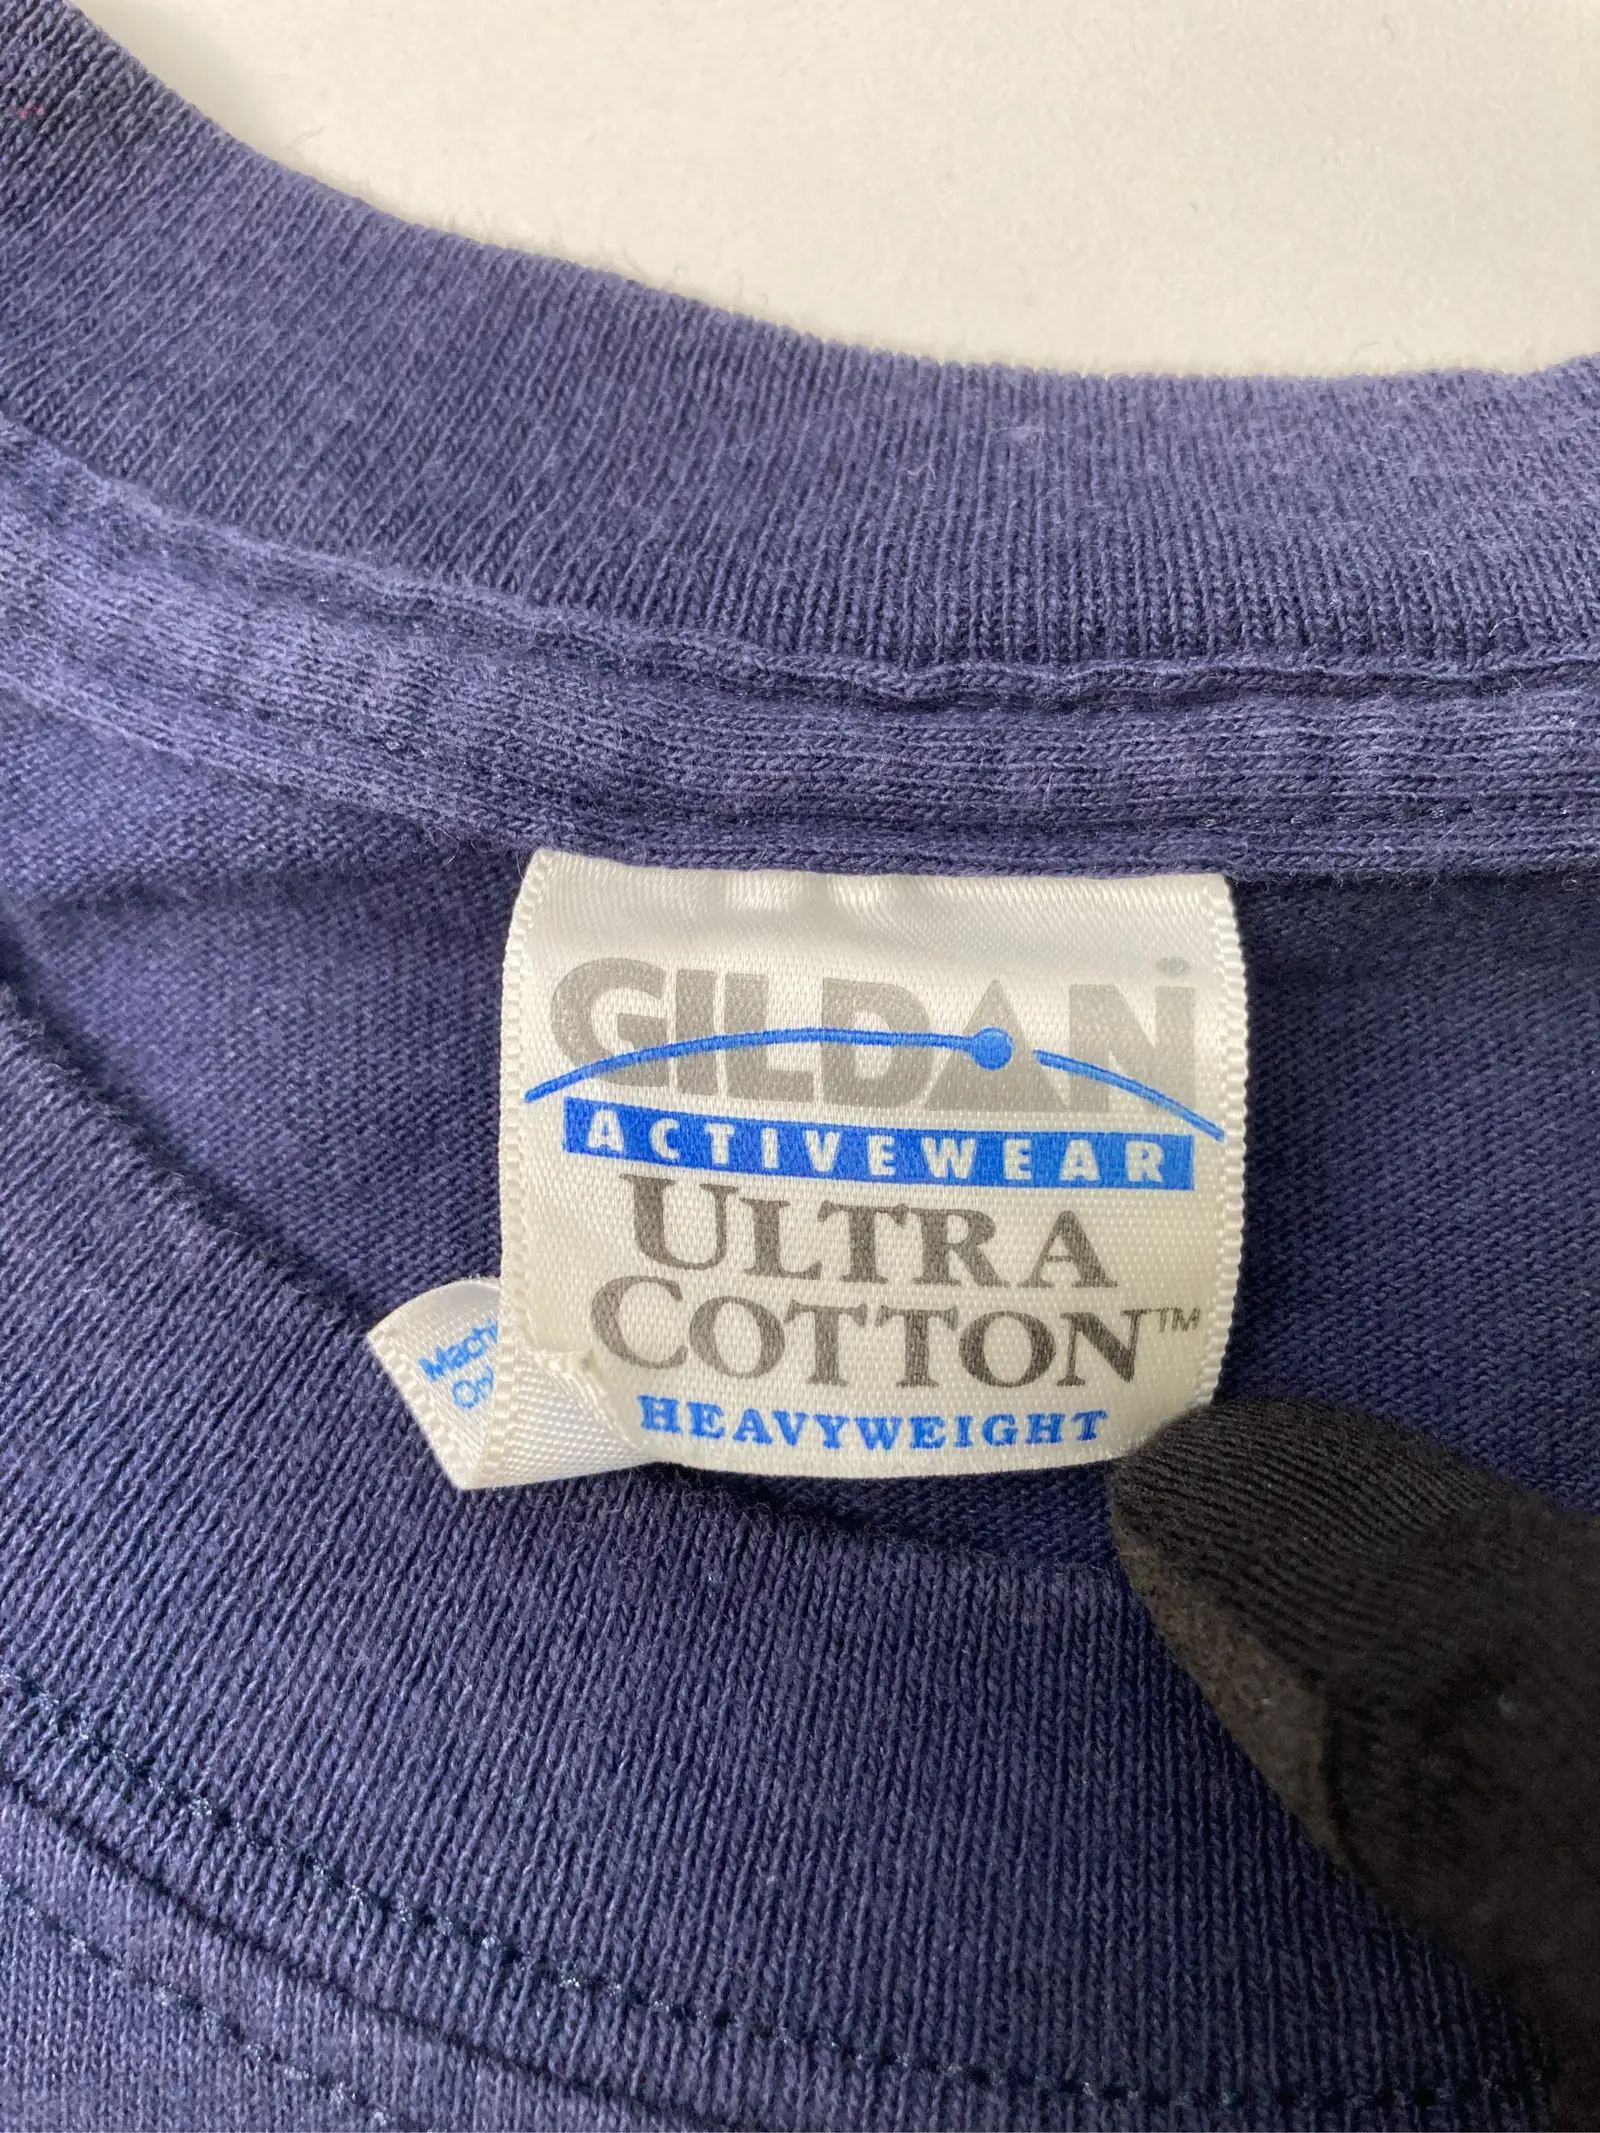 GILDAN®
ACTIVEWEAR
ULTRA
COTTON™
HEAVYWEIGHT